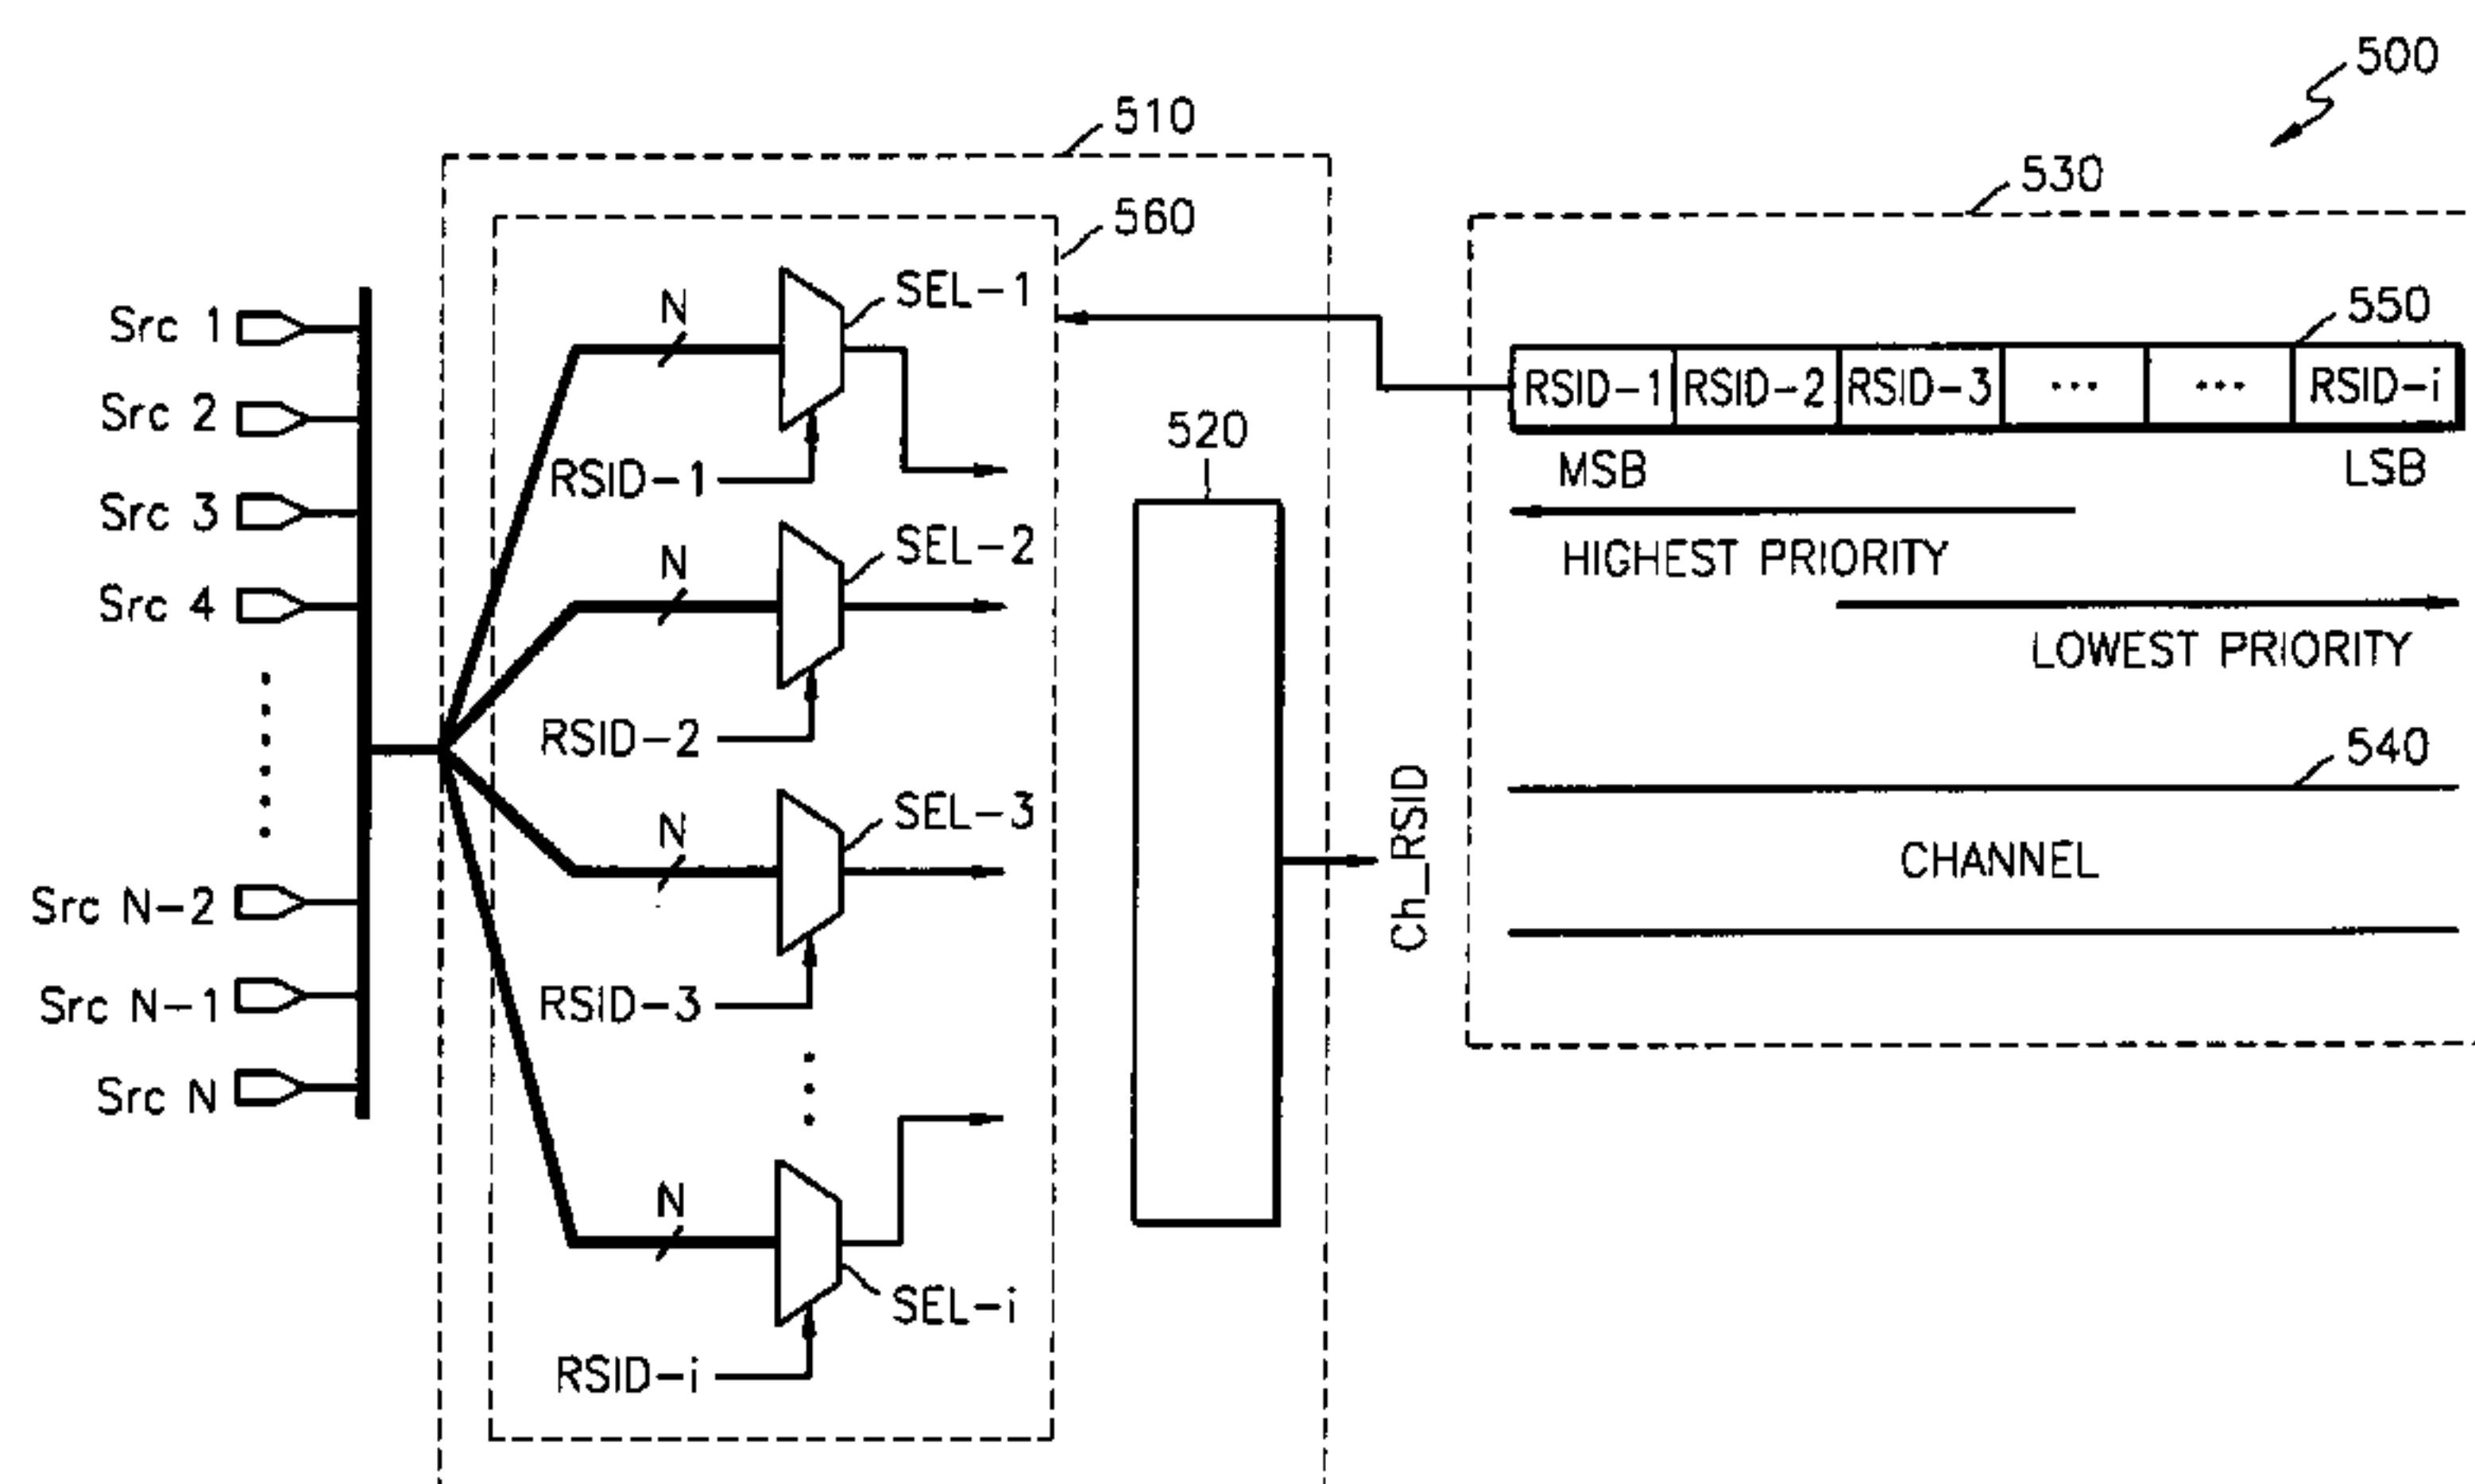 500
510
530
560
Src 1
Src 2
Src 3
Src 4
Src N-2
Src N-1
Src N
N
SEL-1
RSID-1
N
SEL-2
RSID-2
N
SEL-3
RSID-3
N
SEL-i
RSID-i
520
Ch_RSID
550
RSID-1 RSID-2 RSID-3 ... ... RSID-i
MSB LSB
HIGHEST PRIORITY
LOWEST PRIORITY
540
CHANNEL